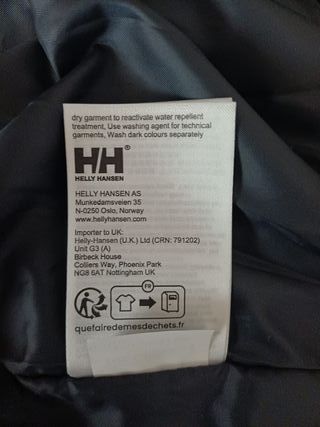 dry garment to reactivate water repellent
treatment, Use washing agent for technical
garments, Wash dark colours separately
HH®
HELLY HANSEN
HELLY HANSEN AS
Munkedamsveien 35
N-0250 Oslo, Norway
www.hellyhansen.com
Importer to UK:
Helly-Hansen (U.K.) Ltd (CRN: 791202)
Unit G3 (A)
Birbeck House
Colliers Way, Phoenix Park
NG8 6AT Nottingham UK
FR
quefairedemesdechets.fr